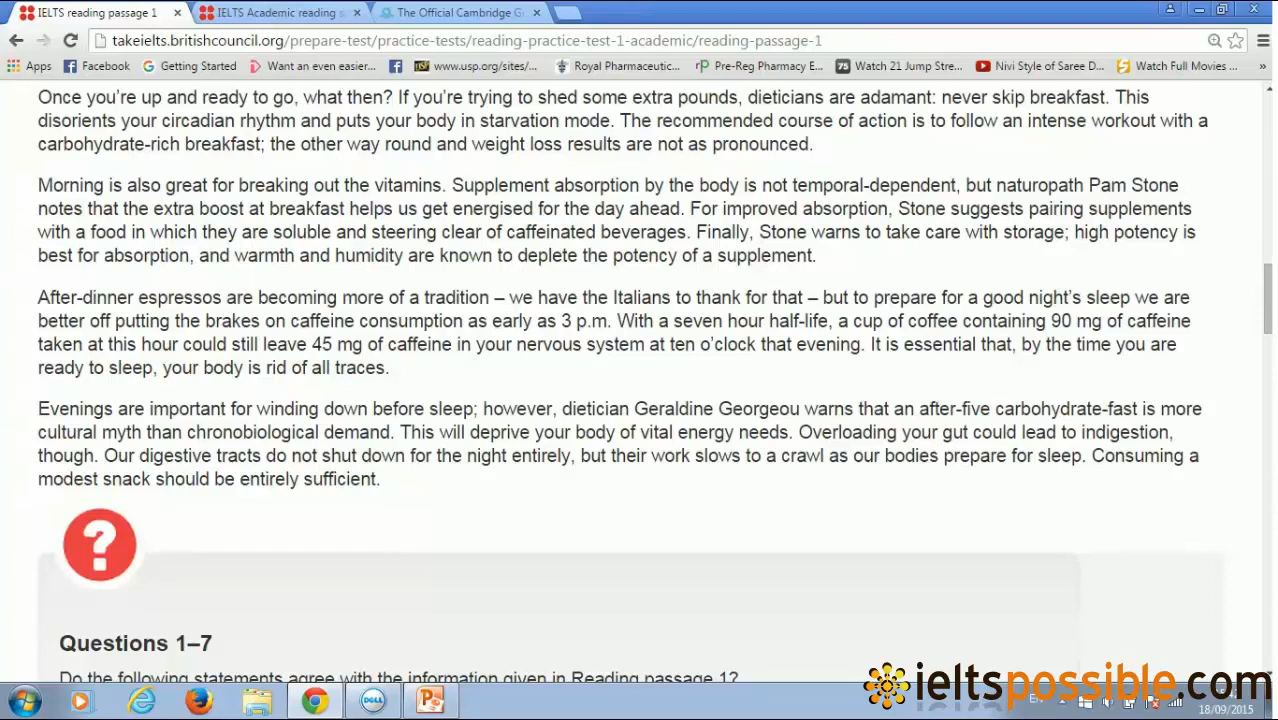 IELTS reading passage 1
IELTS Academic reading s
The Official Cambridge G
takeielts.britishcouncil.org/prepare-test/practice-tests/reading-practice-test-1-academic/reading-passage-1
Apps Facebook Getting Started Want an even easier... www.usp.org/sites/... Royal Pharmaceutic... Pre-Reg Pharmacy E... Watch 21 Jump Stre... Nivi Style of Saree D... Watch Full Movies ... »
Once you're up and ready to go, what then? If you're trying to shed some extra pounds, dieticians are adamant: never skip breakfast. This
disorients your circadian rhythm and puts your body in starvation mode. The recommended course of action is to follow an intense workout with a
carbohydrate-rich breakfast; the other way round and weight loss results are not as pronounced.
Morning is also great for breaking out the vitamins. Supplement absorption by the body is not temporal-dependent, but naturopath Pam Stone
notes that the extra boost at breakfast helps us get energised for the day ahead. For improved absorption, Stone suggests pairing supplements
with a food in which they are soluble and steering clear of caffeinated beverages. Finally, Stone warns to take care with storage; high potency is
best for absorption, and warmth and humidity are known to deplete the potency of a supplement.
After-dinner espressos are becoming more of a tradition – we have the Italians to thank for that – but to prepare for a good night's sleep we are
better off putting the brakes on caffeine consumption as early as 3 p.m. With a seven hour half-life, a cup of coffee containing 90 mg of caffeine
taken at this hour could still leave 45 mg of caffeine in your nervous system at ten o'clock that evening. It is essential that, by the time you are
ready to sleep, your body is rid of all traces.
Evenings are important for winding down before sleep; however, dietician Geraldine Georgeou warns that an after-five carbohydrate-fast is more
cultural myth than chronobiological demand. This will deprive your body of vital energy needs. Overloading your gut could lead to indigestion,
though. Our digestive tracts do not shut down for the night entirely, but their work slows to a crawl as our bodies prepare for sleep. Consuming a
modest snack should be entirely sufficient.
?
Questions 1–7
Do the following statements agree with the information given in Reading passage 1?
ieltspossible.com
EN
18/09/2015